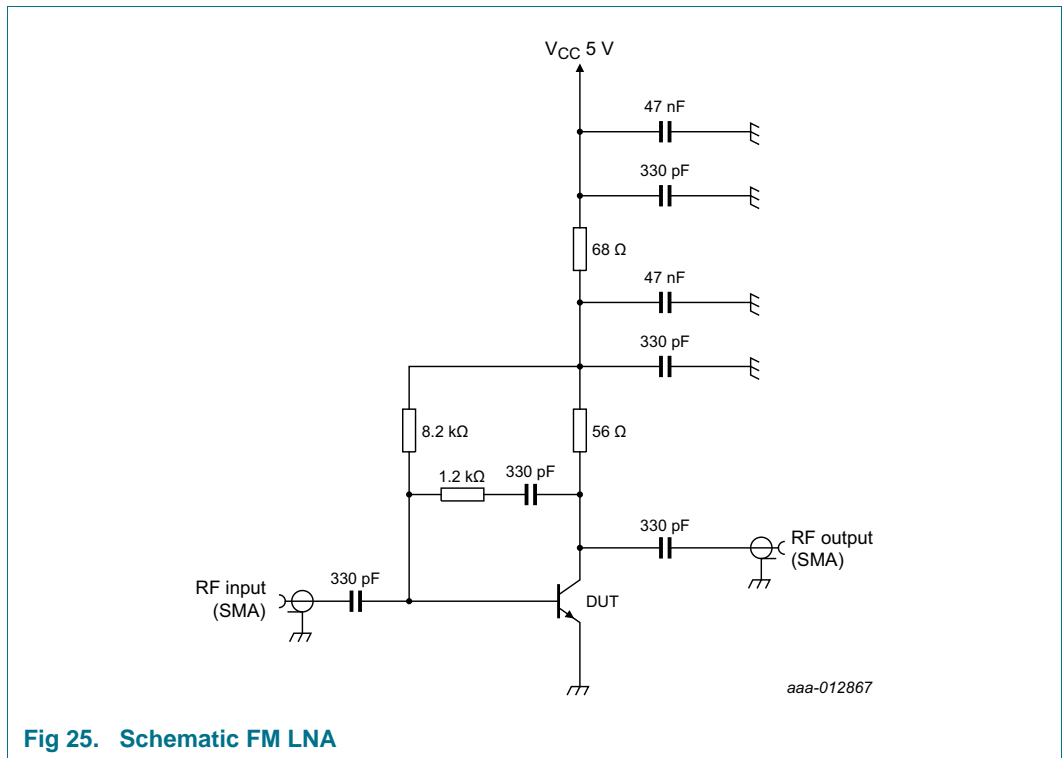 VCC 5 V
47 nF
330 pF
68 Ω
47 nF
330 pF
8.2 kΩ
56 Ω
1.2 kΩ
330 pF
330 pF
RF output
(SMA)
330 pF
RF input
(SMA)
DUT
aaa-012867
Fig 25. Schematic FM LNA